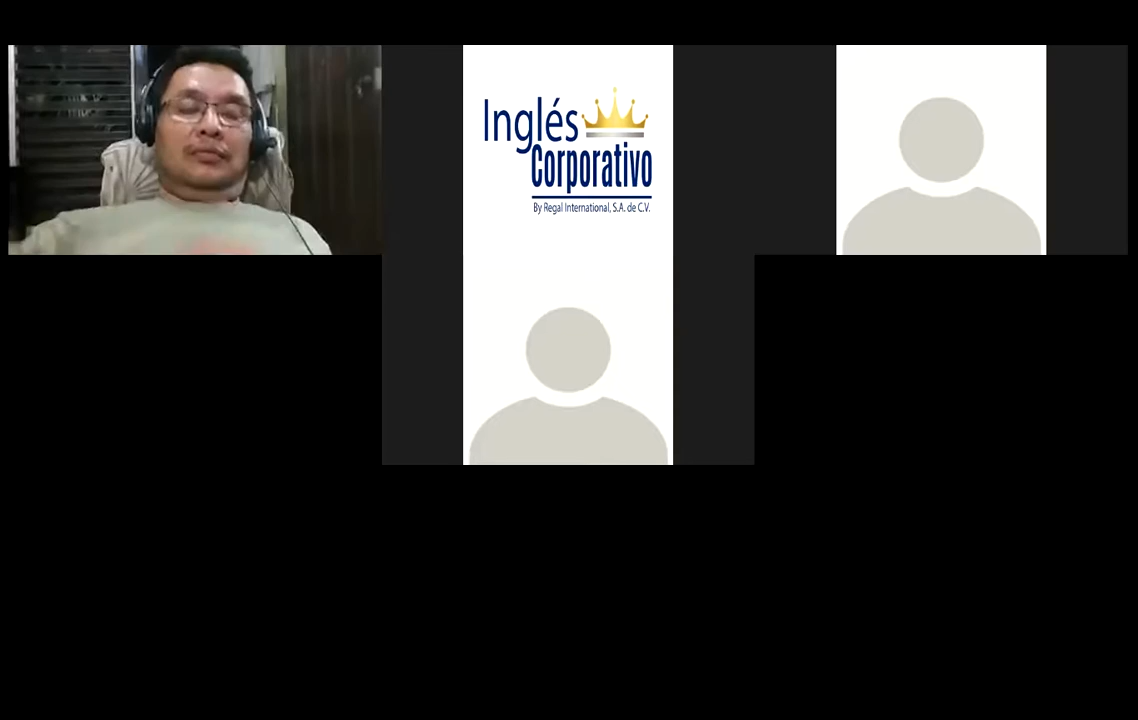 Inglés
Corporativo
By Regal International, S.A. de C.V.